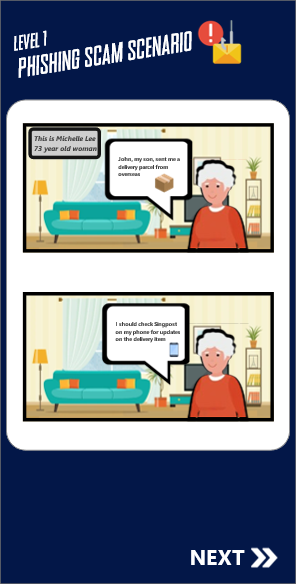 LEVEL 1
PHISHING SCAM SCENARIO
This is Michelle Lee
73 year old woman
John, my son, sent me a
delivery parcel from
overseas
I should check Singpost
on my phone for updates
on the delivery item
NEXT